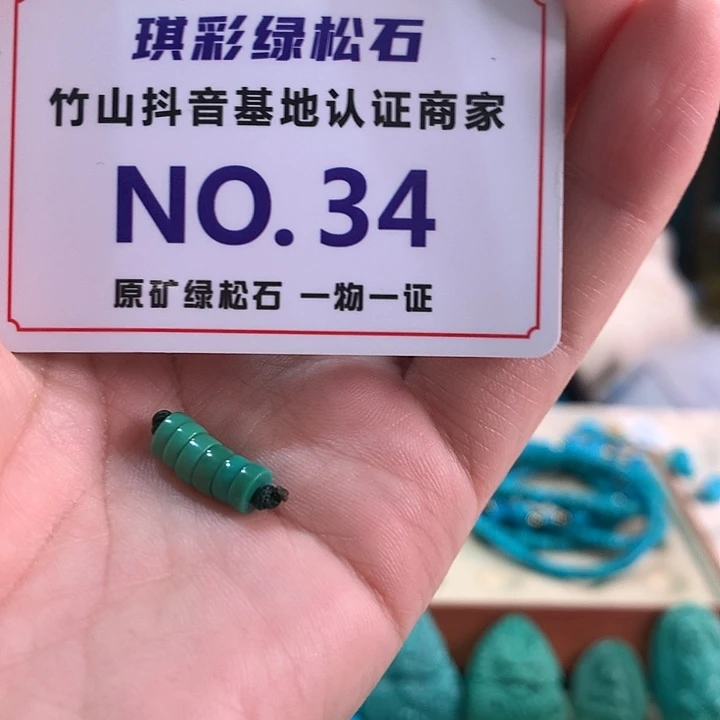 琪彩绿松石
竹山抖音基地认证商家
NO.34
原矿绿松石 一物一证